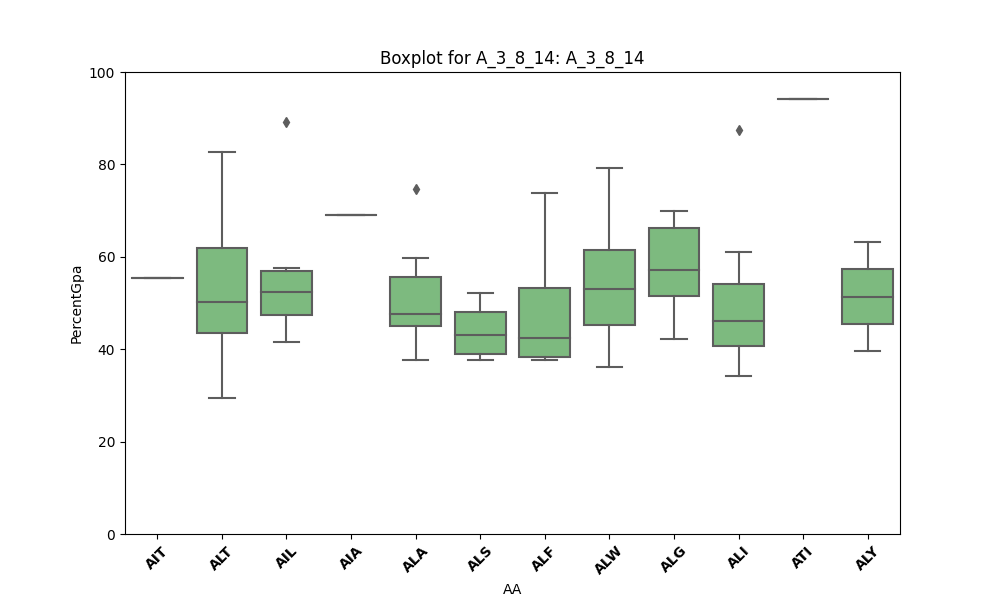 Boxplot for A_3_8_14: A_3_8_14
100
80
60
40
20
0
PercentGpa
AIT ALT AIL AIA ALA ALS ALF ALW ALG ALI ATI ALY
AA